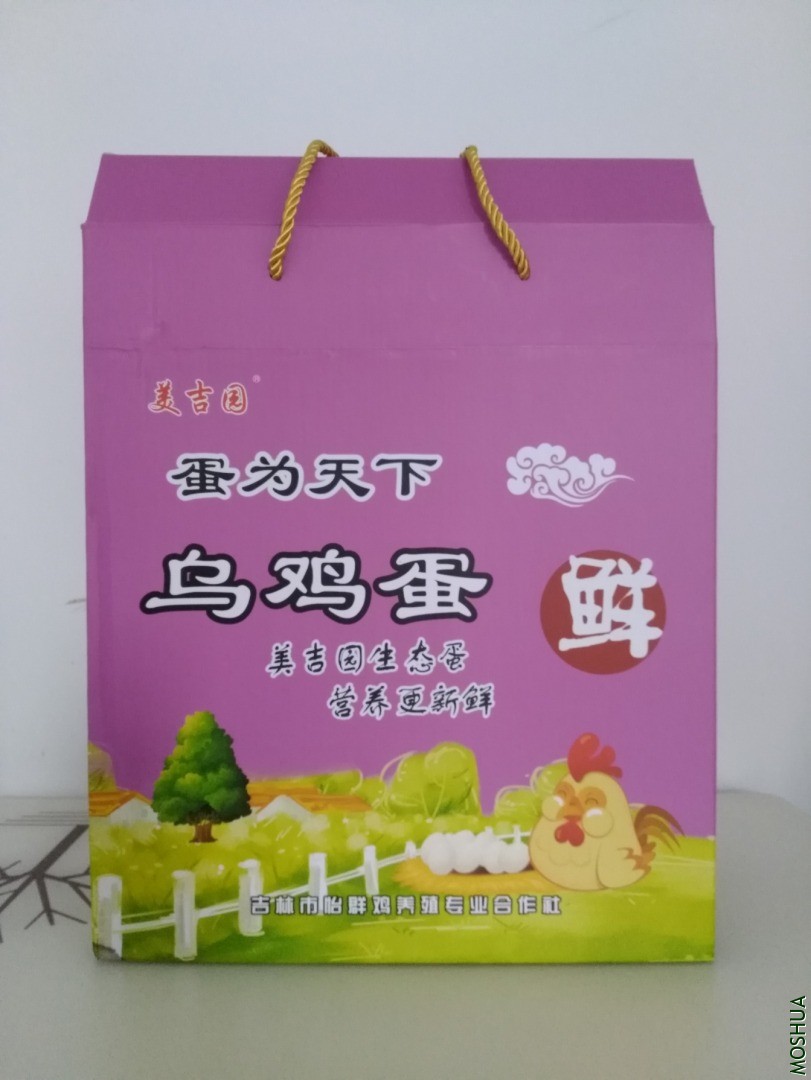 美吉园®
蛋为天下
乌鸡蛋
鲜
美吉园生态蛋
营养更新鲜
吉林市怡群鸡养殖专业合作社
MOSHUA